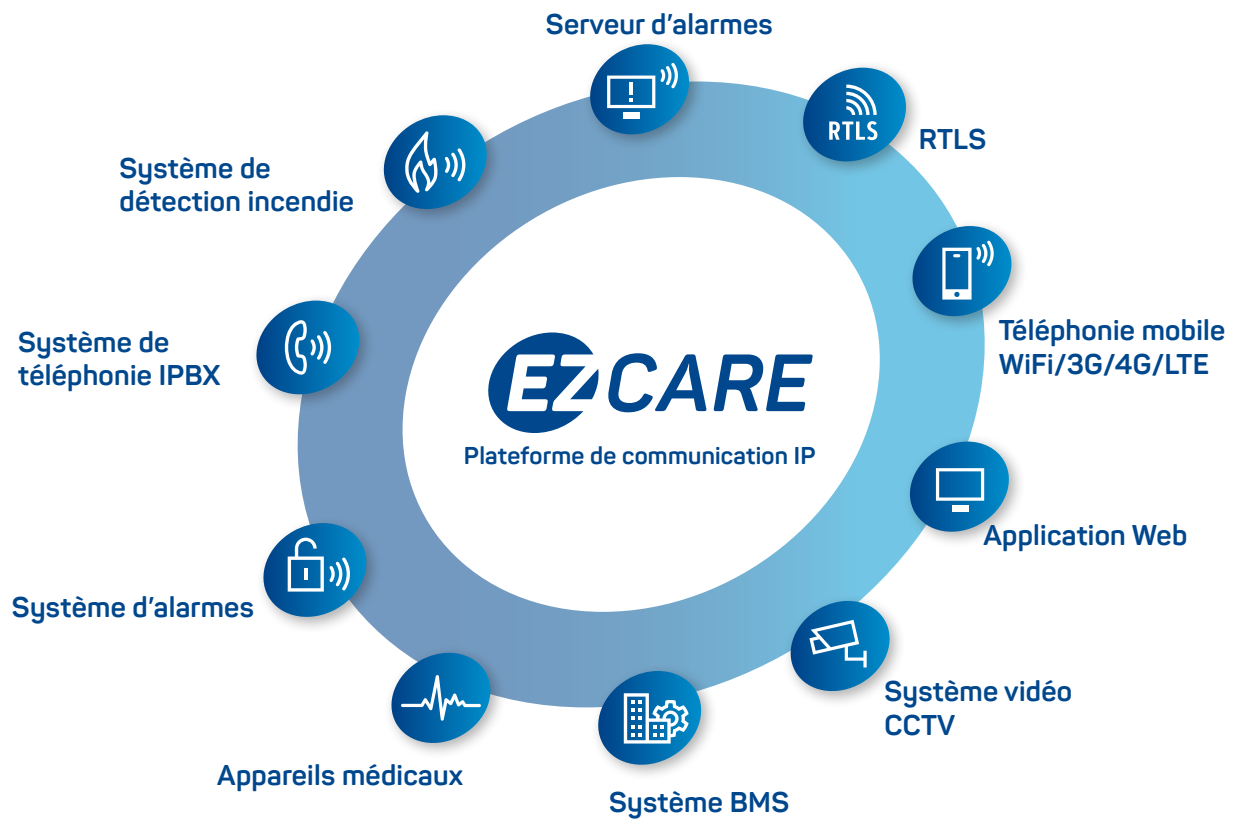 Serveur d'alarmes
RTLS
RTLS
Système de
détection incendie
Téléphonie mobile
WiFi/3G/4G/LTE
Système de
téléphonie IPBX
EZCARE
Plateforme de communication IP
Application Web
Système d'alarmes
Système vidéo
CCTV
Appareils médicaux
Système BMS